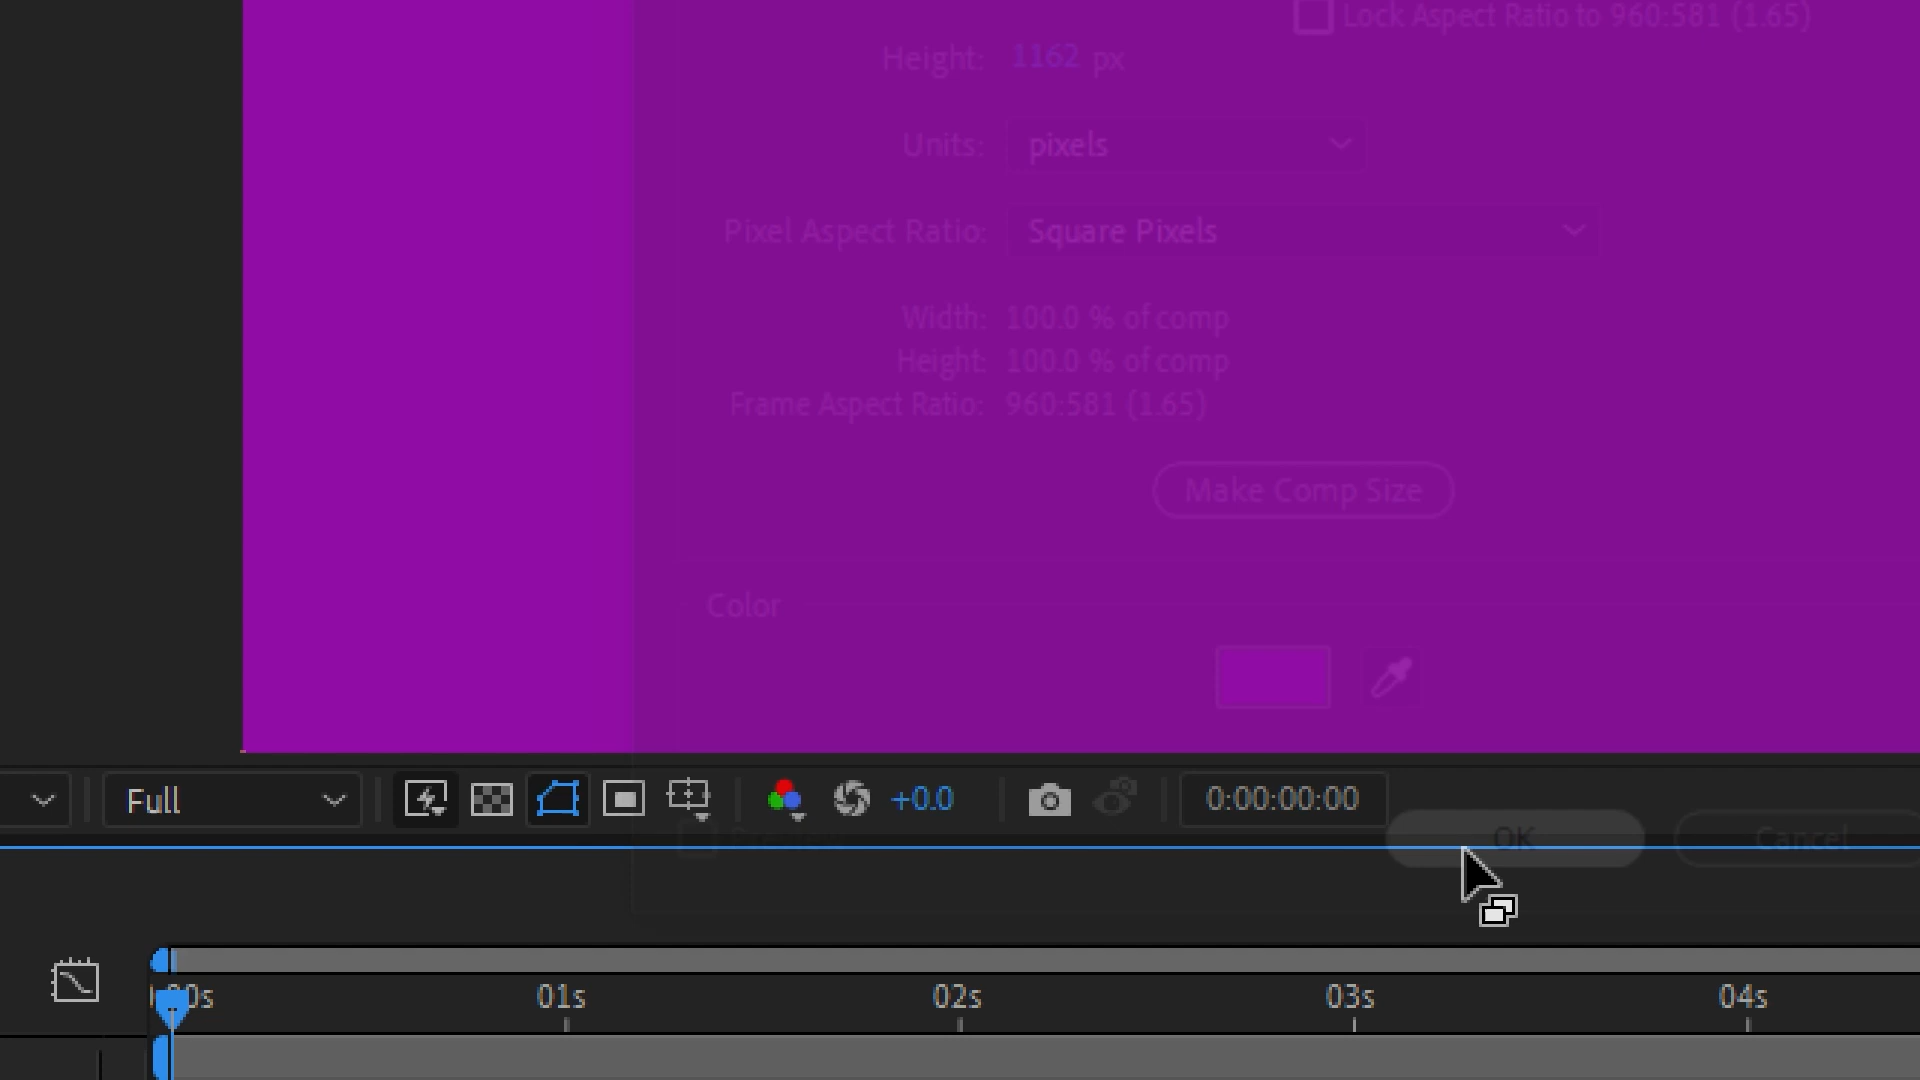 Lock Aspect Ratio to 960:581 (1.65)
Height: 1162 px
Units: pixels
Pixel Aspect Ratio: Square Pixels
Width: 100.0 % of comp
Height: 100.0 % of comp
Frame Aspect Ratio: 960:581 (1.65)
Make Comp Size
Color
Full +0.0 0:00:00:00
Preview OK Cancel
01s 02s 03s 04s